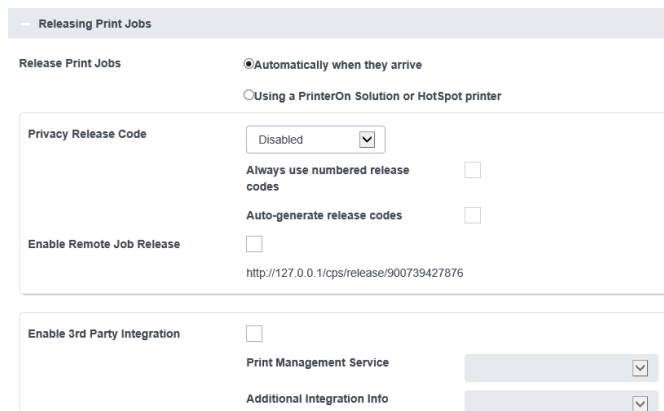 Releasing Print Jobs
Release Print Jobs
Automatically when they arrive
Using a PrinterOn Solution or HotSpot printer
Privacy Release Code
Disabled
Always use numbered release
codes
Auto-generate release codes
Enable Remote Job Release
http://127.0.0.1/cps/release/900739427876
Enable 3rd Party Integration
Print Management Service
Additional Integration Info